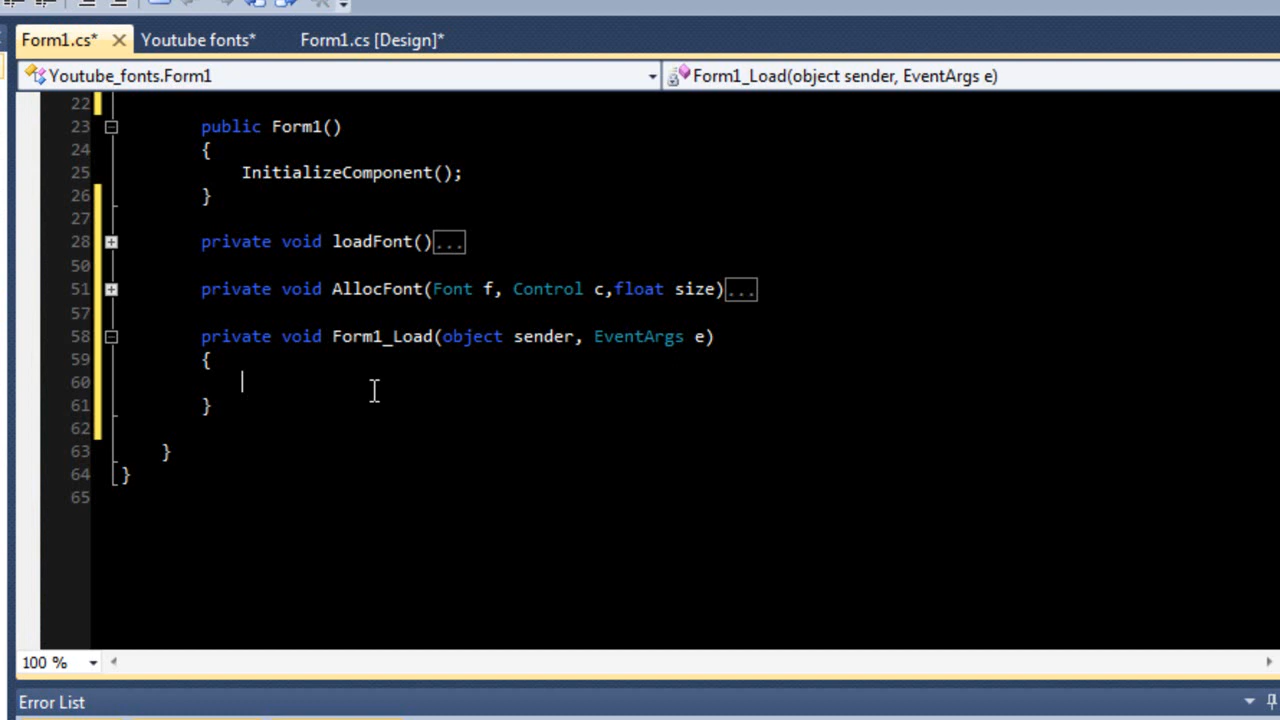 Form1.cs* Youtube fonts* Form1.cs [Design]*
Youtube_fonts.Form1 Form1_Load(object sender, EventArgs e)
22
23 public Form1()
24 {
25 InitializeComponent();
26 }
27
28 private void loadFont()...
50
51 private void AllocFont(Font f, Control c,float size)...
57
58 private void Form1_Load(object sender, EventArgs e)
59 {
60
61 }
62
63 }
64 }
65
100 %
Error List